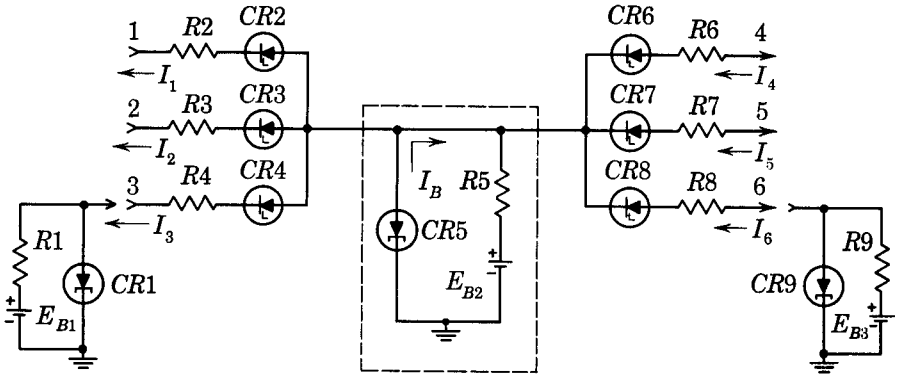 1 R2 CR2
I1
2 R3 CR3
I2
3 R4 CR4
I3
R1
CR1
+
-
EB1
IB
R5
CR5
+
-
EB2
CR6 R6 4
I4
CR7 R7 5
I5
CR8 R8 6
I6
R9
CR9
+
-
EB3